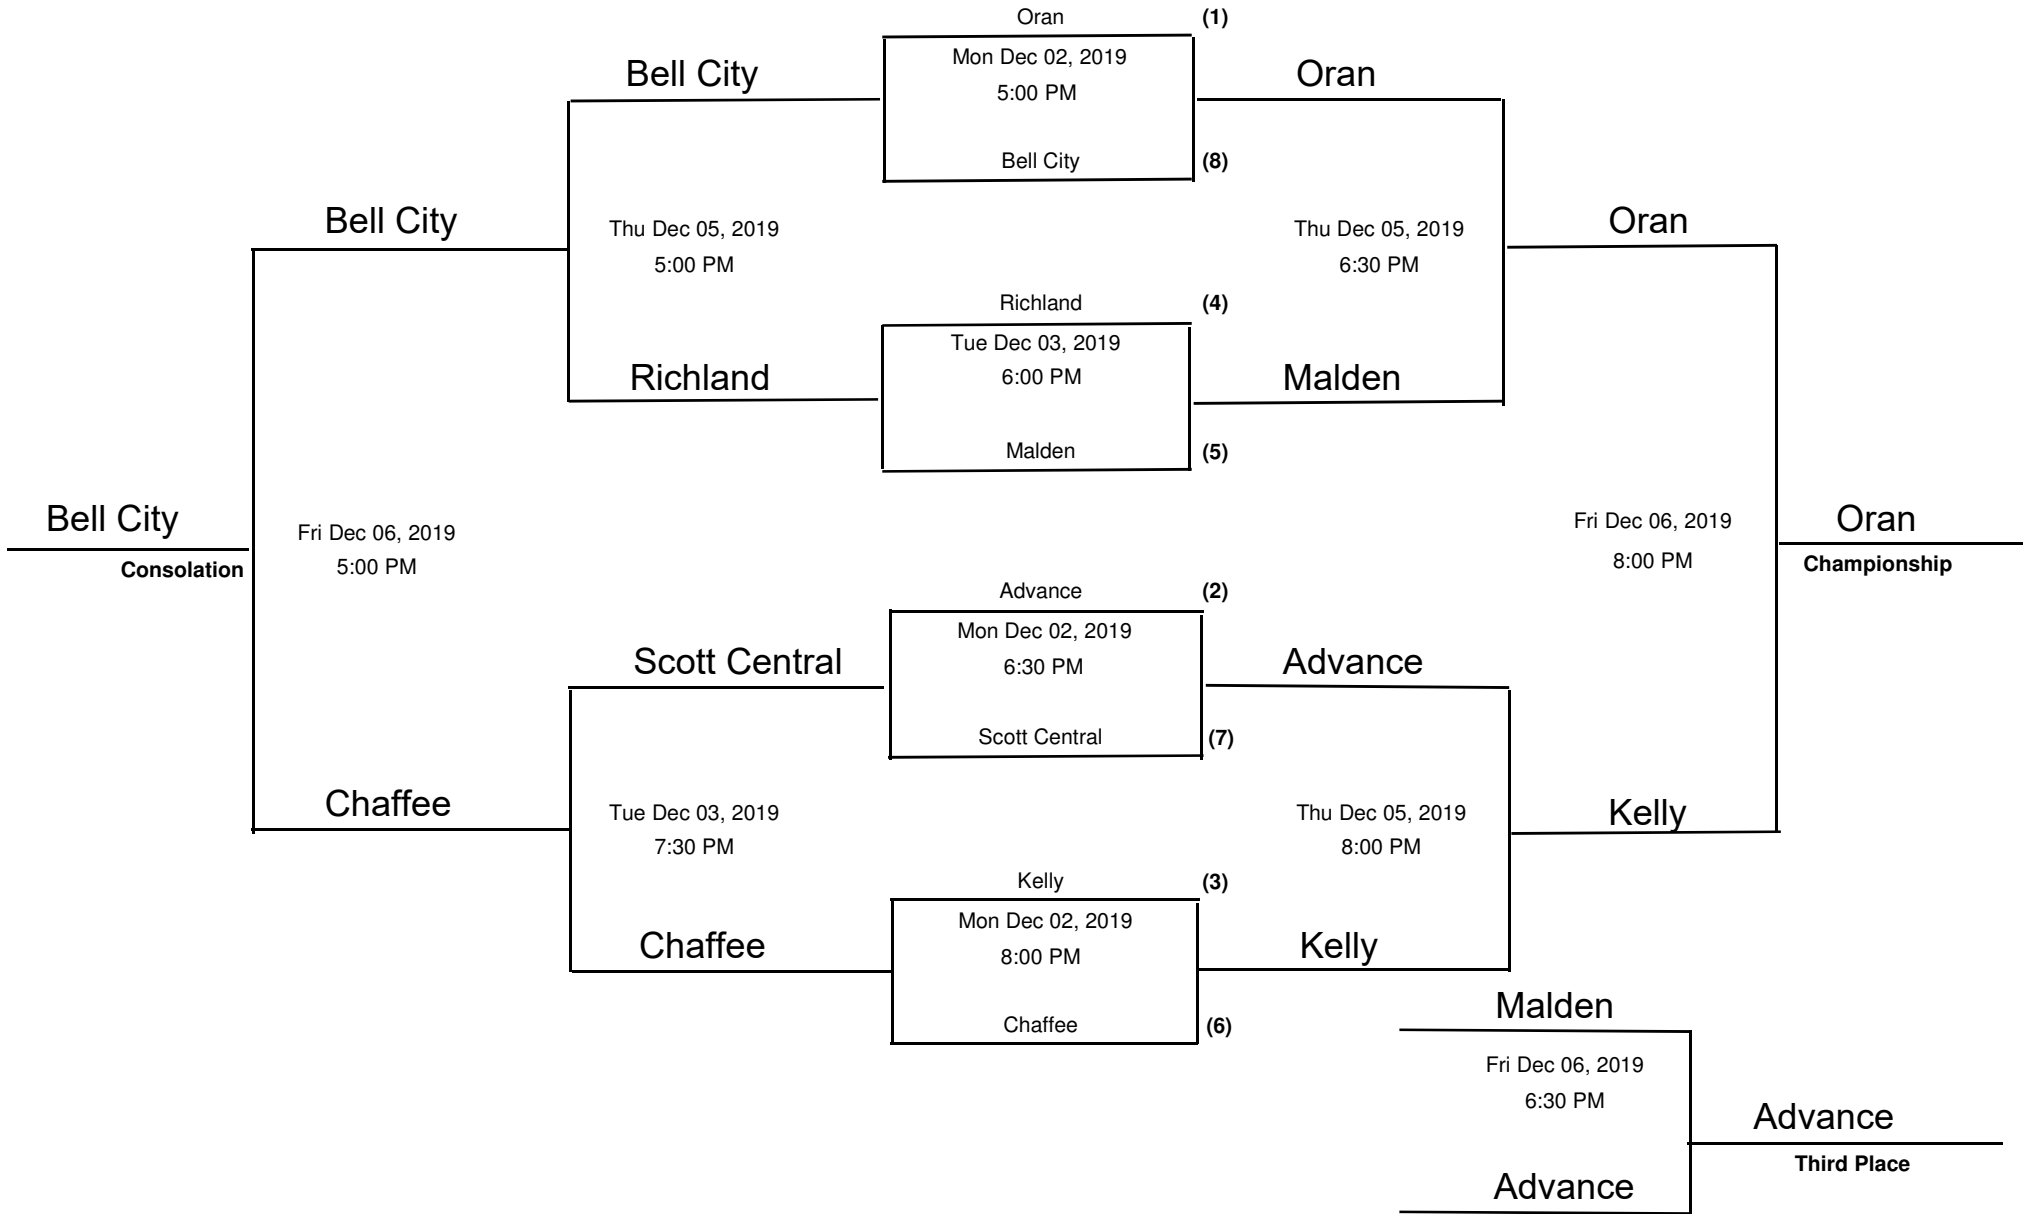 Oran (1)
Mon Dec 02, 2019
Bell City
Oran
5:00 PM
Bell City (8)
Bell City
Oran
Thu Dec 05, 2019
Thu Dec 05, 2019
5:00 PM
6:30 PM
Richland (4)
Tue Dec 03, 2019
Richland
6:00 PM
Malden
Malden (5)
Bell City
Fri Dec 06, 2019
Fri Dec 06, 2019
Oran
Consolation
5:00 PM
8:00 PM
Championship
Advance (2)
Mon Dec 02, 2019
Scott Central
6:30 PM
Advance
Scott Central (7)
Chaffee
Tue Dec 03, 2019
Thu Dec 05, 2019
Kelly
7:30 PM
8:00 PM
Kelly (3)
Mon Dec 02, 2019
Chaffee
8:00 PM
Kelly
Chaffee (6)
Malden
Fri Dec 06, 2019
6:30 PM
Advance
Third Place
Advance